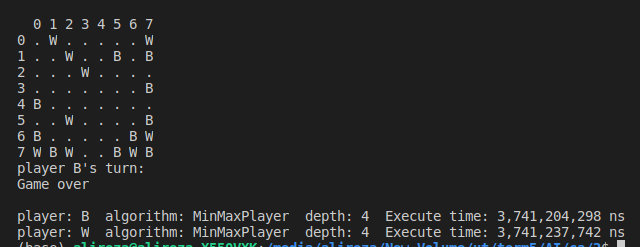 0 1 2 3 4 5 6 7
0 . W . . . . . W
1 . . W . . B . B
2 . . . W . . . .
3 . . . . . . . B
4 B . . . . . . .
5 . . W . . . . B
6 B . . . . . B W
7 W B W . . B W B
player B's turn:
Game over
player: B  algorithm: MinMaxPlayer  depth: 4  Execute time: 3,741,204,298 ns
player: W  algorithm: MinMaxPlayer  depth: 4  Execute time: 3,741,237,742 ns